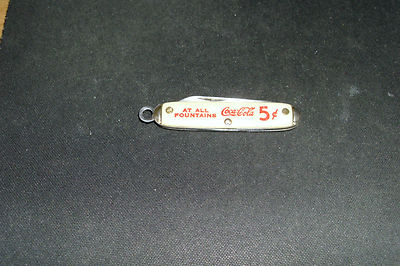 AT ALL
FOUNTAINS
Coca-Cola
5¢